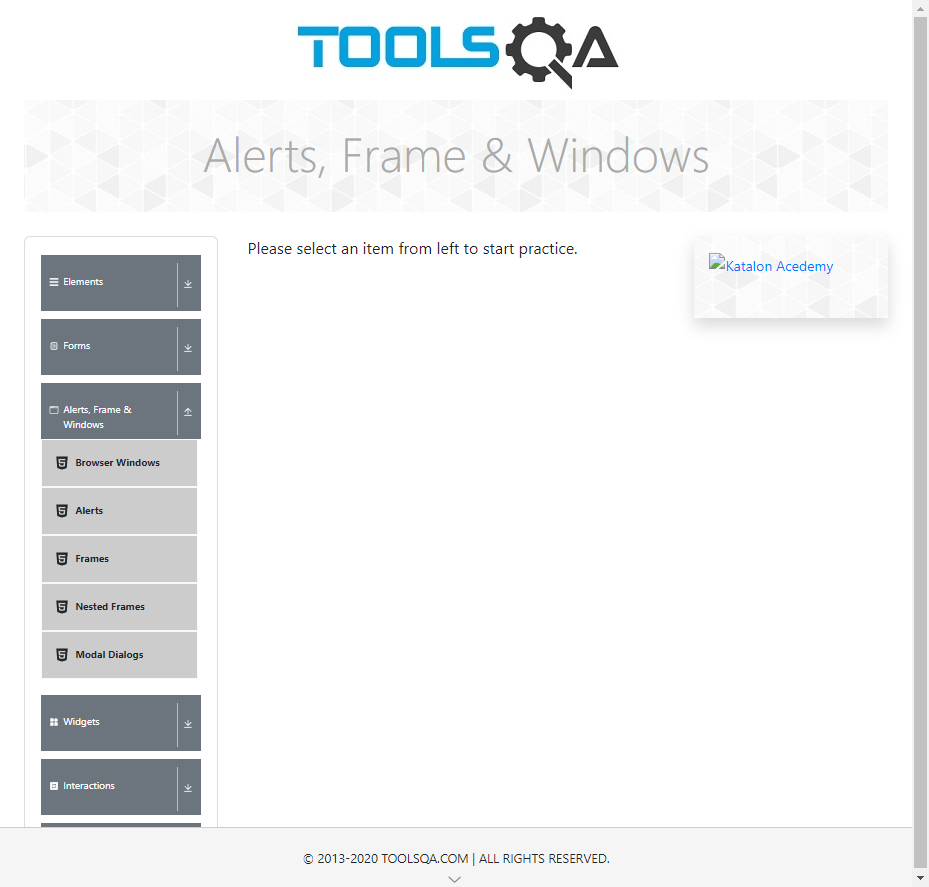 TOOLSQA
Alerts, Frame & Windows
Elements
Forms
Alerts, Frame &
Windows
Browser Windows
Alerts
Frames
Nested Frames
Modal Dialogs
Widgets
Interactions
Please select an item from left to start practice.
Katalon Acedemy
© 2013-2020 TOOLSQA.COM | ALL RIGHTS RESERVED.